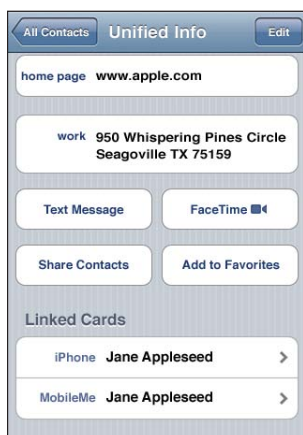 All Contacts Unified Info Edit
home page www.apple.com
work 950 Whispering Pines Circle
Seagoville TX 75159
Text Message FaceTime
Share Contacts Add to Favorites
Linked Cards
iPhone Jane Appleseed
MobileMe Jane Appleseed